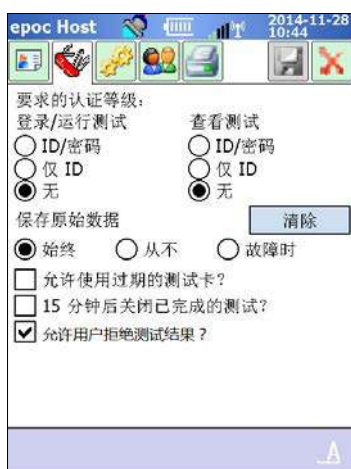 epoc Host 2014-11-28
10:44
要求的认证等级:
登录/运行测试 查看测试
ID/密码 ID/密码
仅 ID 仅 ID
无 无
保存原始数据 清除
始终 从不 故障时
允许使用过期的测试卡?
15 分钟后关闭已完成的测试?
允许用户拒绝测试结果?
A